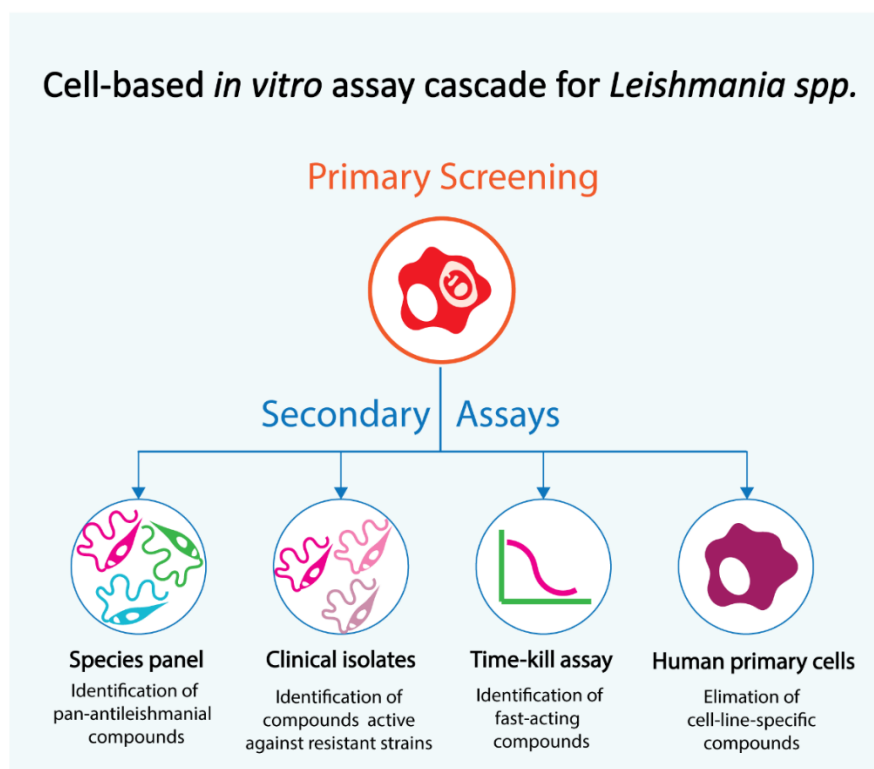 Cell-based in vitro assay cascade for Leishmania spp.
Primary Screening
Secondary Assays
Species panel
Identification of
pan-antileishmanial
compounds
Clinical isolates
Identification of
compounds active
against resistant strains
Time-kill assay
Identification of
fast-acting
compounds
Human primary cells
Elimation of
cell-line-specific
compounds